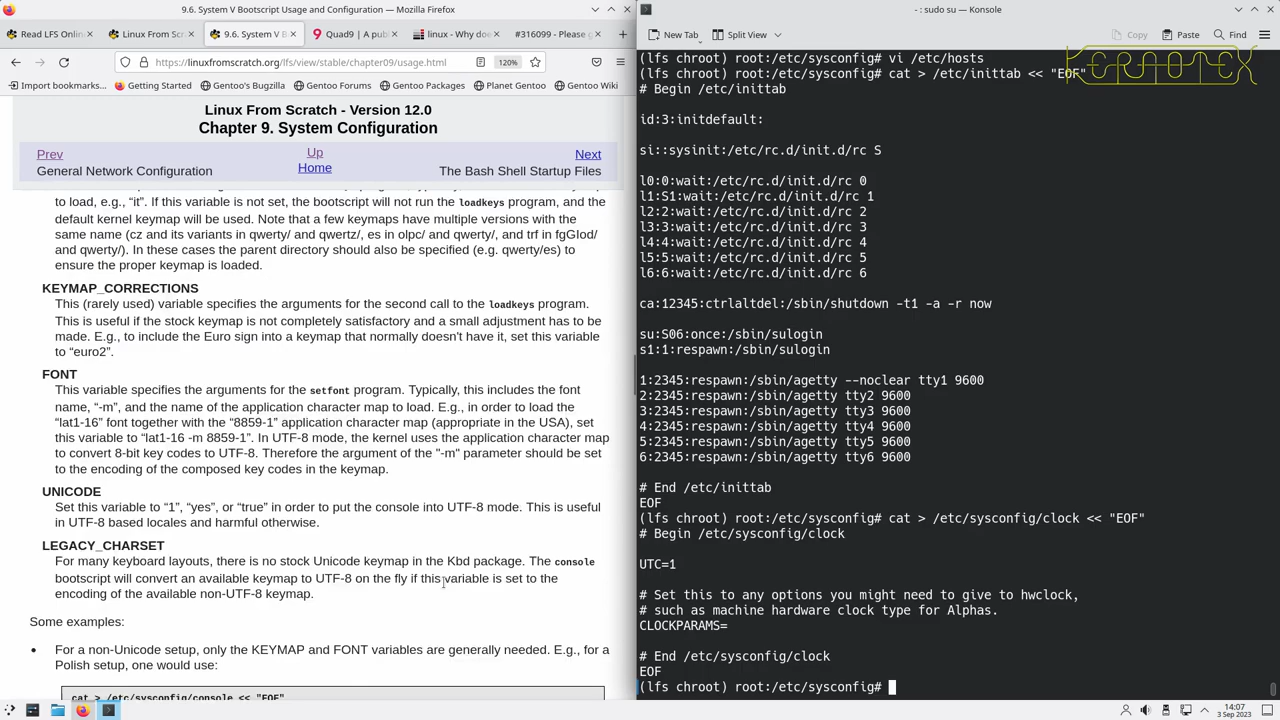 9.6. System V Bootscript Usage and Configuration — Mozilla Firefox
Read LFS Onlin
Linux From Scra
9.6. System V B
Quad9 | A publ
linux - Why doe
#316099 - Please g
https://linuxfromscratch.org/lfs/view/stable/chapter09/usage.html
120%
Import bookmarks...
Getting Started
Gentoo's Bugzilla
Gentoo Forums
Gentoo Packages
Planet Gentoo
Gentoo Wiki
Linux From Scratch - Version 12.0
Chapter 9. System Configuration
Prev
Up
Next
General Network Configuration
Home
The Bash Shell Startup Files
to load, e.g., “it”. If this variable is not set, the bootscript will not run the loadkeys program, and the
default kernel keymap will be used. Note that a few keymaps have multiple versions with the
same name (cz and its variants in qwerty/ and qwertz/, es in olpc/ and qwerty/, and trf in fgGIod/
and qwerty/). In these cases the parent directory should also be specified (e.g. qwerty/es) to
ensure the proper keymap is loaded.
KEYMAP_CORRECTIONS
This (rarely used) variable specifies the arguments for the second call to the loadkeys program.
This is useful if the stock keymap is not completely satisfactory and a small adjustment has to be
made. E.g., to include the Euro sign into a keymap that normally doesn't have it, set this variable
to “euro2”.
FONT
This variable specifies the arguments for the setfont program. Typically, this includes the font
name, “-m”, and the name of the application character map to load. E.g., in order to load the
“lat1-16” font together with the “8859-1” application character map (appropriate in the USA), set
this variable to “lat1-16 -m 8859-1”. In UTF-8 mode, the kernel uses the application character map
to convert 8-bit key codes to UTF-8. Therefore the argument of the "-m" parameter should be set
to the encoding of the composed key codes in the keymap.
UNICODE
Set this variable to “1”, “yes”, or “true” in order to put the console into UTF-8 mode. This is useful
in UTF-8 based locales and harmful otherwise.
LEGACY_CHARSET
For many keyboard layouts, there is no stock Unicode keymap in the Kbd package. The console
bootscript will convert an available keymap to UTF-8 on the fly if this variable is set to the
encoding of the available non-UTF-8 keymap.
Some examples:
• For a non-Unicode setup, only the KEYMAP and FONT variables are generally needed. E.g., for a
Polish setup, one would use:
cat > /etc/sysconfig/console << "EOF"
- : sudo su — Konsole
New Tab
Split View
Copy
Paste
Find
(lfs chroot) root:/etc/sysconfig# vi /etc/hosts
(lfs chroot) root:/etc/sysconfig# cat > /etc/inittab << "EOF"
# Begin /etc/inittab
id:3:initdefault:
si::sysinit:/etc/rc.d/init.d/rc S
l0:0:wait:/etc/rc.d/init.d/rc 0
l1:S1:wait:/etc/rc.d/init.d/rc 1
l2:2:wait:/etc/rc.d/init.d/rc 2
l3:3:wait:/etc/rc.d/init.d/rc 3
l4:4:wait:/etc/rc.d/init.d/rc 4
l5:5:wait:/etc/rc.d/init.d/rc 5
l6:6:wait:/etc/rc.d/init.d/rc 6
ca:12345:ctrlaltdel:/sbin/shutdown -t1 -a -r now
su:S06:once:/sbin/sulogin
s1:1:respawn:/sbin/sulogin
1:2345:respawn:/sbin/agetty --noclear tty1 9600
2:2345:respawn:/sbin/agetty tty2 9600
3:2345:respawn:/sbin/agetty tty3 9600
4:2345:respawn:/sbin/agetty tty4 9600
5:2345:respawn:/sbin/agetty tty5 9600
6:2345:respawn:/sbin/agetty tty6 9600
# End /etc/inittab
EOF
(lfs chroot) root:/etc/sysconfig# cat > /etc/sysconfig/clock << "EOF"
# Begin /etc/sysconfig/clock
UTC=1
# Set this to any options you might need to give to hwclock,
# such as machine hardware clock type for Alphas.
CLOCKPARAMS=
# End /etc/sysconfig/clock
EOF
(lfs chroot) root:/etc/sysconfig#
14:07
3 Sep 2023